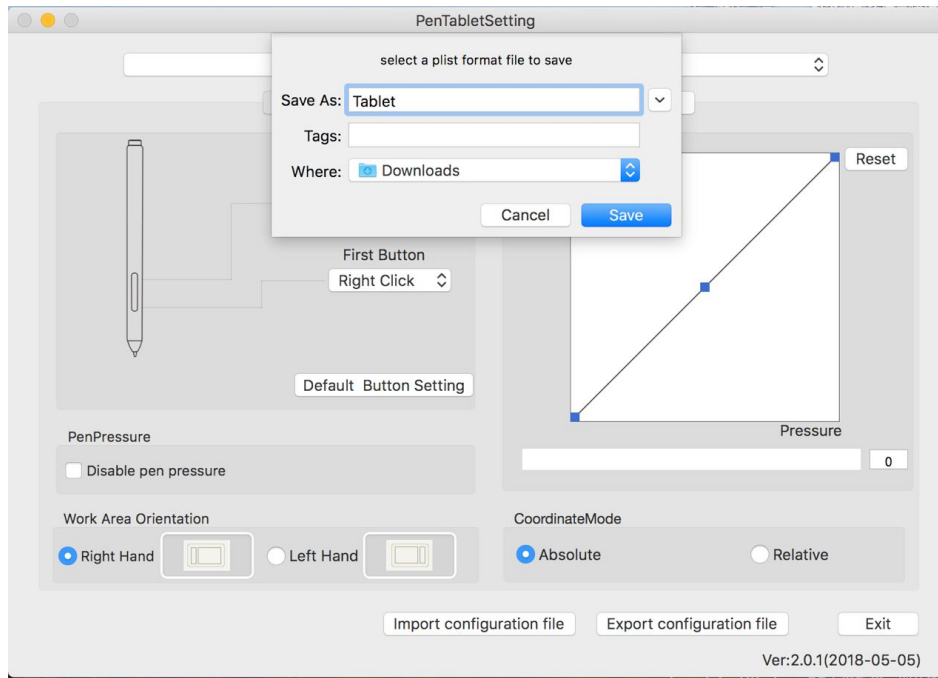 PenTabletSetting
select a plist format file to save
Save As: Tablet
Tags:
Where: Downloads
Cancel Save
Reset
First Button
Right Click
Default Button Setting
Pressure
0
PenPressure
Disable pen pressure
Work Area Orientation
Right Hand Left Hand
CoordinateMode
Absolute Relative
Import configuration file Export configuration file Exit
Ver:2.0.1(2018-05-05)